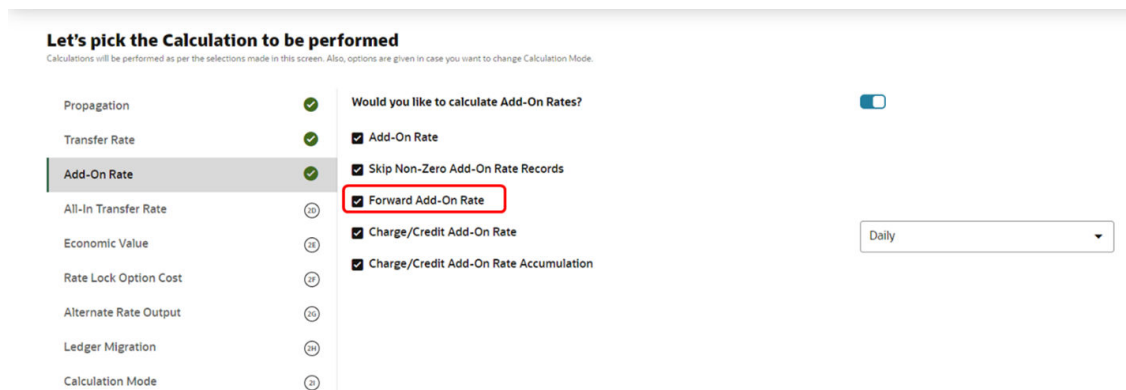 Let's pick the Calculation to be performed
Calculations will be performed as per the selections made in this screen. Also, options are given in case you want to change Calculation Mode.
Propagation
Would you like to calculate Add-On Rates?
Transfer Rate
Add-On Rate
Add-On Rate
Skip Non-Zero Add-On Rate Records
All-In Transfer Rate 2D
Forward Add-On Rate
Economic Value 2E
Charge/Credit Add-On Rate Daily
Rate Lock Option Cost 2F
Charge/Credit Add-On Rate Accumulation
Alternate Rate Output 2G
Ledger Migration 2H
Calculation Mode 2I